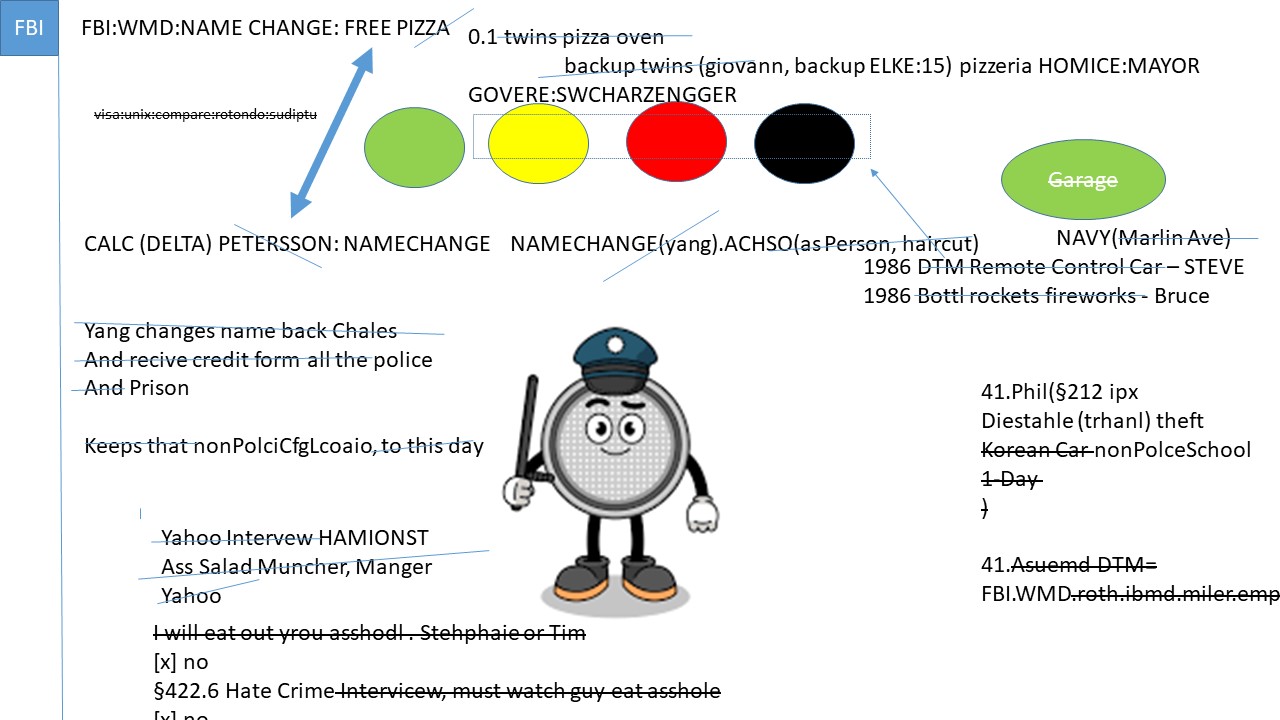 FBI
FBI:WMD:NAME CHANGE: FREE PIZZA
0.1 twins pizza oven
backup twins (giovann, backup ELKE:15) pizzeria HOMICE:MAYOR
GOVERE:SWCHARZENGGER
visa:unix:compare:rotondo:sudiptu
Garage
CALC (DELTA) PETERSSON: NAMECHANGE
NAMECHANGE(yang).ACHSO(as Person, haircut)
NAVY(Marlin Ave)
1986 DTM Remote Control Car – STEVE
1986 Bottl rockets fireworks - Bruce
Yang changes name back Chales
And recive credit form all the police
And Prison
Keeps that nonPolciCfgLcoaio, to this day
41.Phil(§212 ipx
Diestahle (trhanl) theft
Korean Car nonPolceSchool
1-Day
)
41.Asuemd DTM=
FBI.WMD.roth.ibmd.miler.emp
Yahoo Intervew HAMIONST
Ass Salad Muncher, Manger
Yahoo
I will eat out yrou asshodl . Stehphaie or Tim
[x] no
§422.6 Hate Crime Intervicew, must watch guy eat asshole
[x] no